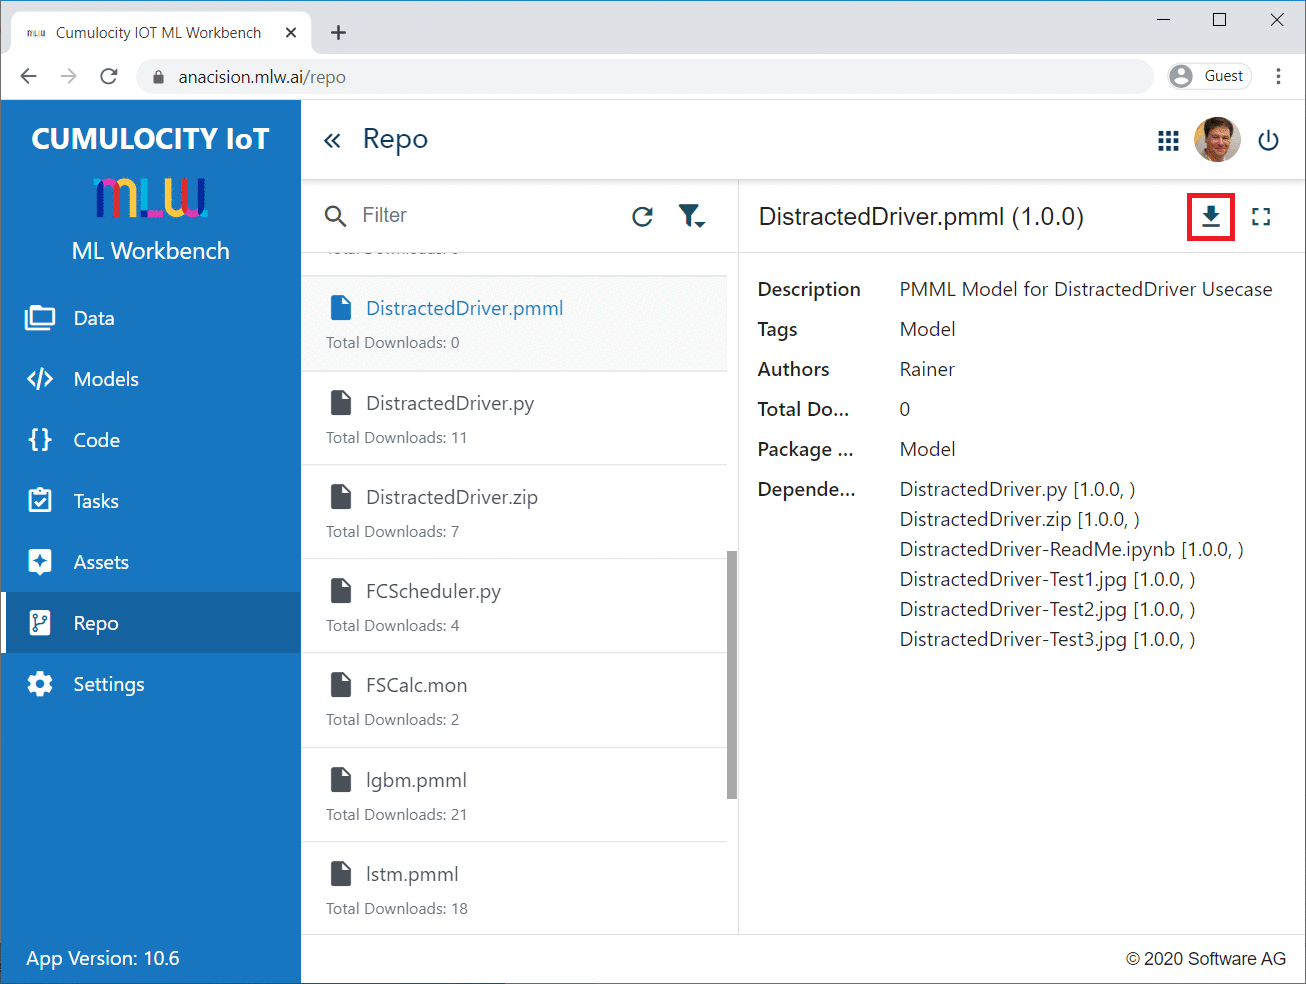 mLW Cumulocity IOT ML Workbench
anacision.mlw.ai/repo
Guest
CUMULOCITY IoT
mLW
ML Workbench
Data
Models
Code
Tasks
Assets
Repo
Settings
App Version: 10.6
Repo
Filter
DistractedDriver.pmml
Total Downloads: 0
DistractedDriver.py
Total Downloads: 11
DistractedDriver.zip
Total Downloads: 7
FCScheduler.py
Total Downloads: 4
FSCalc.mon
Total Downloads: 2
lgbm.pmml
Total Downloads: 21
lstm.pmml
Total Downloads: 18
DistractedDriver.pmml (1.0.0)
Description PMML Model for DistractedDriver Usecase
Tags Model
Authors Rainer
Total Do... 0
Package ... Model
Depende... DistractedDriver.py [1.0.0, )
DistractedDriver.zip [1.0.0, )
DistractedDriver-ReadMe.ipynb [1.0.0, )
DistractedDriver-Test1.jpg [1.0.0, )
DistractedDriver-Test2.jpg [1.0.0, )
DistractedDriver-Test3.jpg [1.0.0, )
© 2020 Software AG